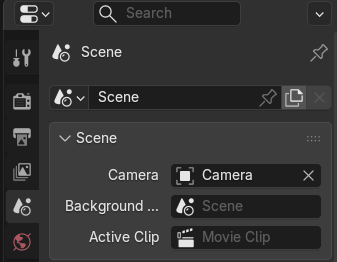 Search
Scene
Scene
Scene
Camera Camera
Background ... Scene
Active Clip Movie Clip